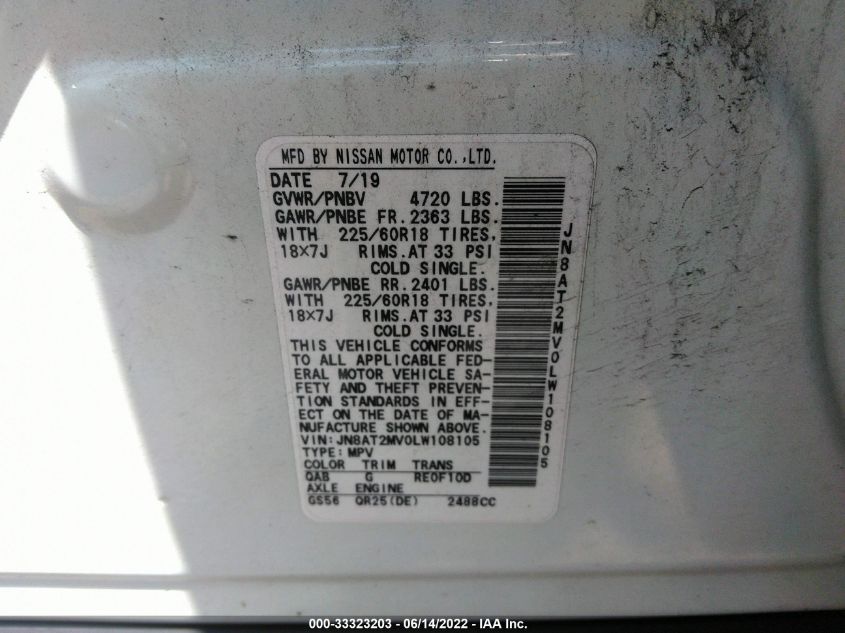 MFD BY NISSAN MOTOR CO.,LTD.
DATE 7/19
GVWR/PNBV 4720 LBS.
GAWR/PNBE FR. 2363 LBS.
WITH 225/60R18 TIRES,
18×7J RIMS. AT 33 PSI
COLD SINGLE.
GAWR/PNBE RR. 2401 LBS.
WITH 225/60R18 TIRES,
18×7J RIMS. AT 33 PSI
COLD SINGLE.
THIS VEHICLE CONFORMS
TO ALL APPLICABLE FED-
ERAL MOTOR VEHICLE SA-
FETY AND THEFT PREVEN-
TION STANDARDS IN EFF-
ECT ON THE DATE OF MA-
NUFACTURE SHOWN ABOVE.
VIN: JN8AT2MV0LW108105
TYPE: MPV
COLOR TRIM TRANS
QAB G RE0F10D
AXLE ENGINE
GS56 QR25(DE) 2488CC
JN8AT2MV0LW108105
000-33323203 - 06/14/2022 - IAA Inc.